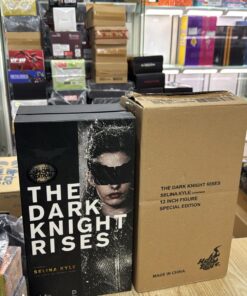 THE
DARK
KNIGHT
RISES
SELINA KYLE
THE DARK KNIGHT RISES
SELINA KYLE
12 INCH FIGURE
SPECIAL EDITION
Hot
Toys
MADE IN CHINA